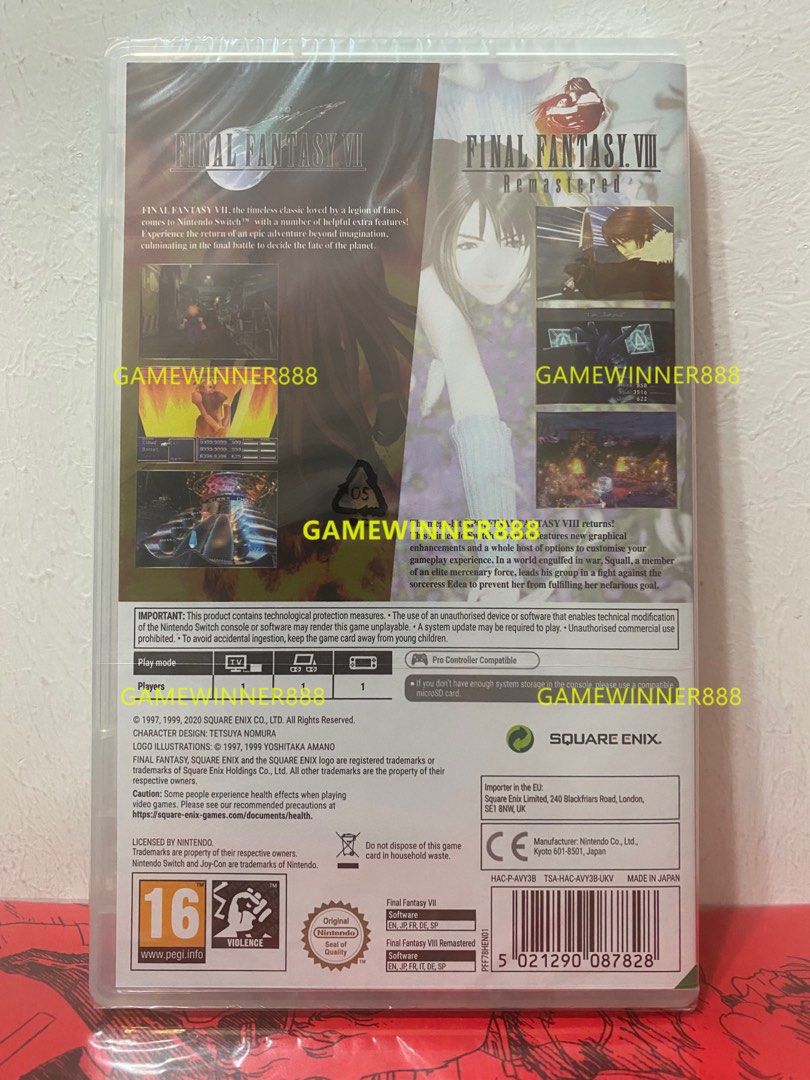 FINAL FANTASY VII
FINAL FANTASY VIII
Remastered
FINAL FANTASY VII, the timeless classic loved by a legion of fans,
comes to Nintendo Switch™ with a number of helpful extra features!
Experience the return of an epic adventure beyond imagination,
culminating in the final battle to decide the fate of the planet.
GAMEWINNER888
GAMEWINNER888
05
GAMEWINNER888
FANTASY VIII returns!
features new graphical
enhancements and a whole host of options to customise your
gameplay experience. In a world engulfed in war, Squall, a member
of an elite mercenary force, leads his group in a fight against the
sorceress Edea to prevent her from fulfilling her nefarious goal.
IMPORTANT: This product contains technological protection measures. • The use of an unauthorised device or software that enables technical modification
of the Nintendo Switch console or software may render this game unplayable. • A system update may be required to play. • Unauthorised commercial use
prohibited. • To avoid accidental ingestion, keep the game card away from young children.
Play mode
TV
Players 1 1 1
Pro Controller Compatible
• If you don't have enough system storage in the console, please use a compatible
microSD card.
GAMEWINNER888
GAMEWINNER888
© 1997, 1999, 2020 SQUARE ENIX CO., LTD. All Rights Reserved.
CHARACTER DESIGN: TETSUYA NOMURA
LOGO ILLUSTRATIONS: © 1997, 1999 YOSHITAKA AMANO
FINAL FANTASY, SQUARE ENIX and the SQUARE ENIX logo are registered trademarks or
trademarks of Square Enix Holdings Co., Ltd. All other trademarks are the property of their
respective owners.
Caution: Some people experience health effects when playing
video games. Please see our recommended precautions at
https://square-enix-games.com/documents/health.
SQUARE ENIX.
Importer in the EU:
Square Enix Limited, 240 Blackfriars Road, London,
SE1 8NW, UK
LICENSED BY NINTENDO.
Trademarks are property of their respective owners.
Nintendo Switch and Joy-Con are trademarks of Nintendo.
Do not dispose of this game
card in household waste.
CE
Manufacturer: Nintendo Co., Ltd.,
Kyoto 601-8501, Japan
HAC-P-AVY3B TSA-HAC-AVY3B-UKV MADE IN JAPAN
16
www.pegi.info
VIOLENCE
Original
Nintendo
Seal of
Quality
Final Fantasy VII
Software
EN, JP, FR, DE, SP
Final Fantasy VIII Remastered
Software
EN, JP, FR, IT, DE, SP
PFF78HEN01
5 021290 087828